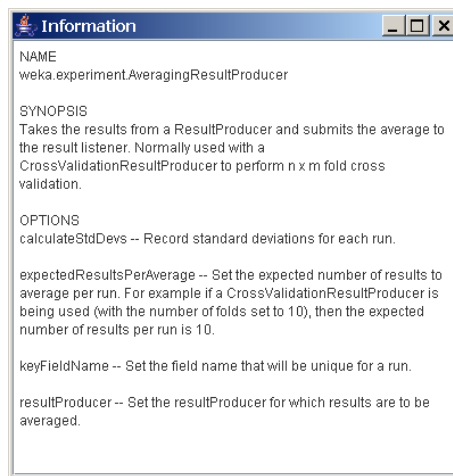 Information
NAME
weka.experiment.AveragingResultProducer
SYNOPSIS
Takes the results from a ResultProducer and submits the average to
the result listener. Normally used with a
CrossValidationResultProducer to perform n x m fold cross
validation.
OPTIONS
calculateStdDevs -- Record standard deviations for each run.
expectedResultsPerAverage -- Set the expected number of results to
average per run. For example if a CrossValidationResultProducer is
being used (with the number of folds set to 10), then the expected
number of results per run is 10.
keyFieldName -- Set the field name that will be unique for a run.
resultProducer -- Set the resultProducer for which results are to be
averaged.